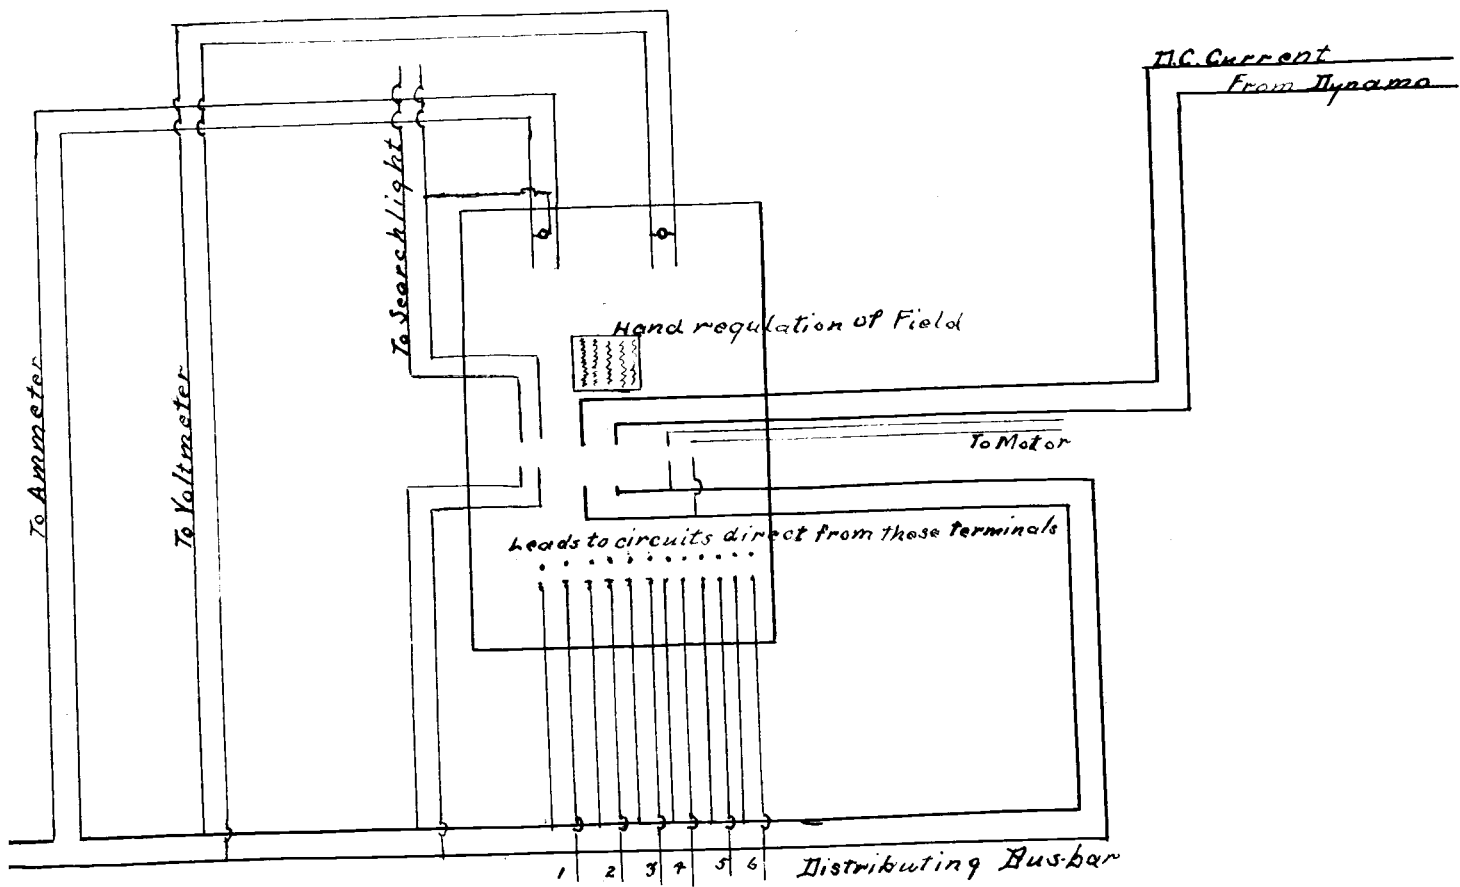 D.C. Current
From Dynamo
To Searchlight
Hand regulation of Field
To Ammeter
To Voltmeter
To Motor
Leads to circuits direct from these terminals
1 2 3 4 5 6
Distributing Bus-bar